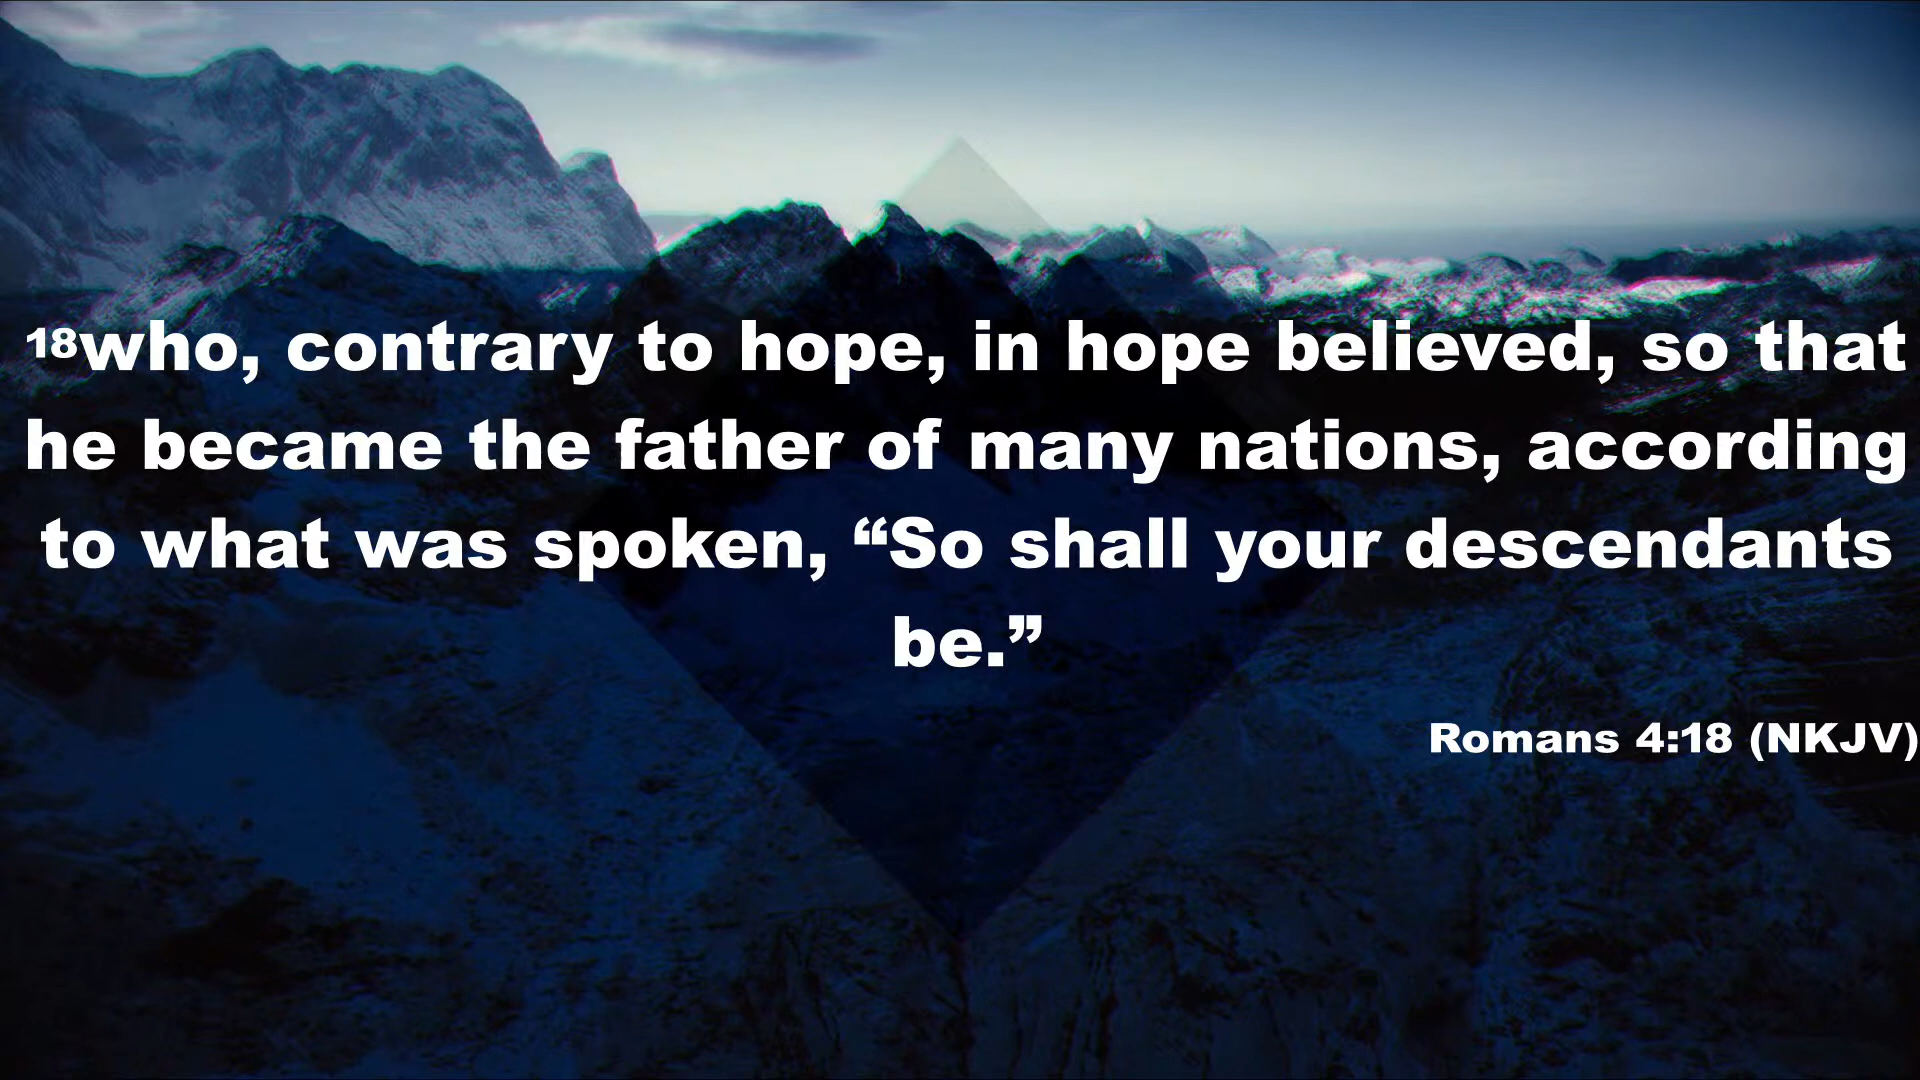 18who, contrary to hope, in hope believed, so that
he became the father of many nations, according
to what was spoken, “So shall your descendants
be.”
Romans 4:18 (NKJV)